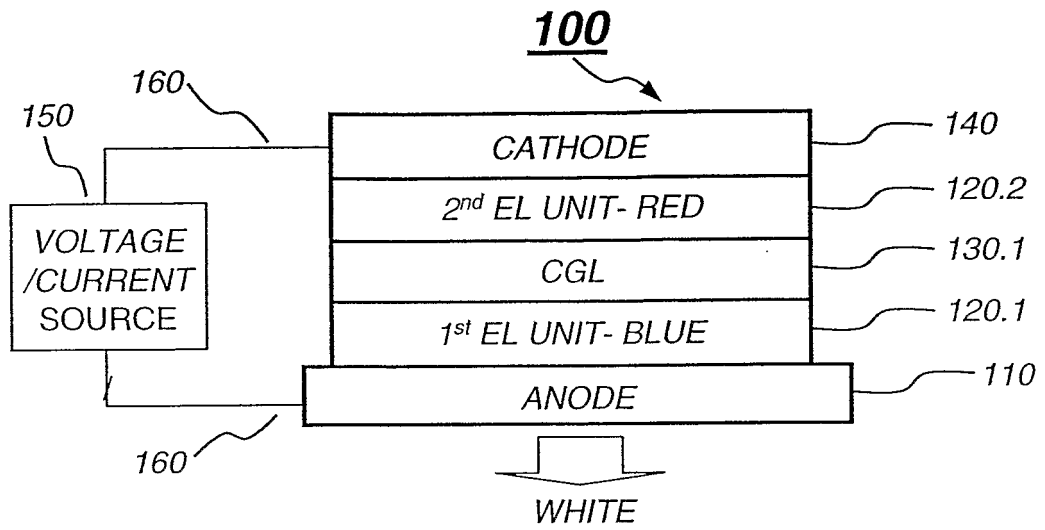 100
160
150
CATHODE
140
2nd EL UNIT- RED
120.2
VOLTAGE
/CURRENT
SOURCE
CGL
130.1
1st EL UNIT- BLUE
120.1
ANODE
110
160
WHITE